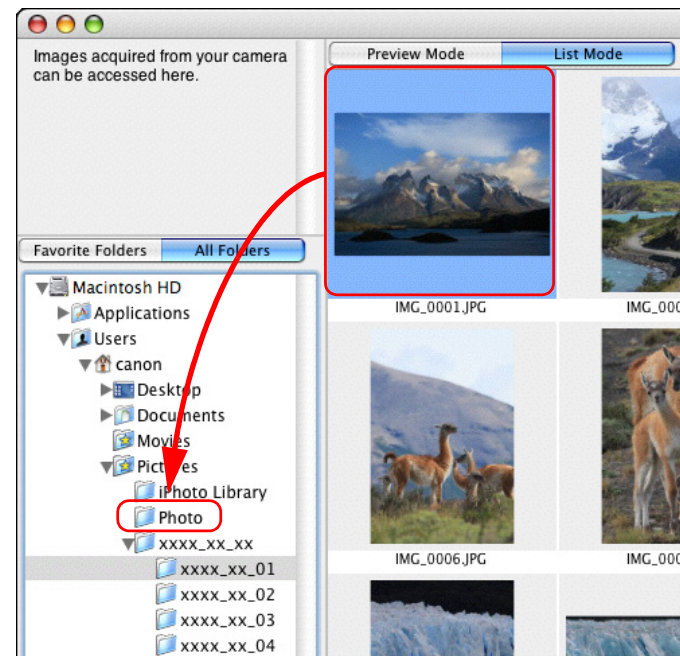 Images acquired from your camera
can be accessed here.
Preview Mode
List Mode
Favorite Folders
All Folders
Macintosh HD
Applications
Users
canon
Desktop
Documents
Movies
Pictures
iPhoto Library
Photo
xxxx_xx_xx
xxxx_xx_01
xxxx_xx_02
xxxx_xx_03
xxxx_xx_04
IMG_0001.JPG
IMG_000
IMG_0006.JPG
IMG_000